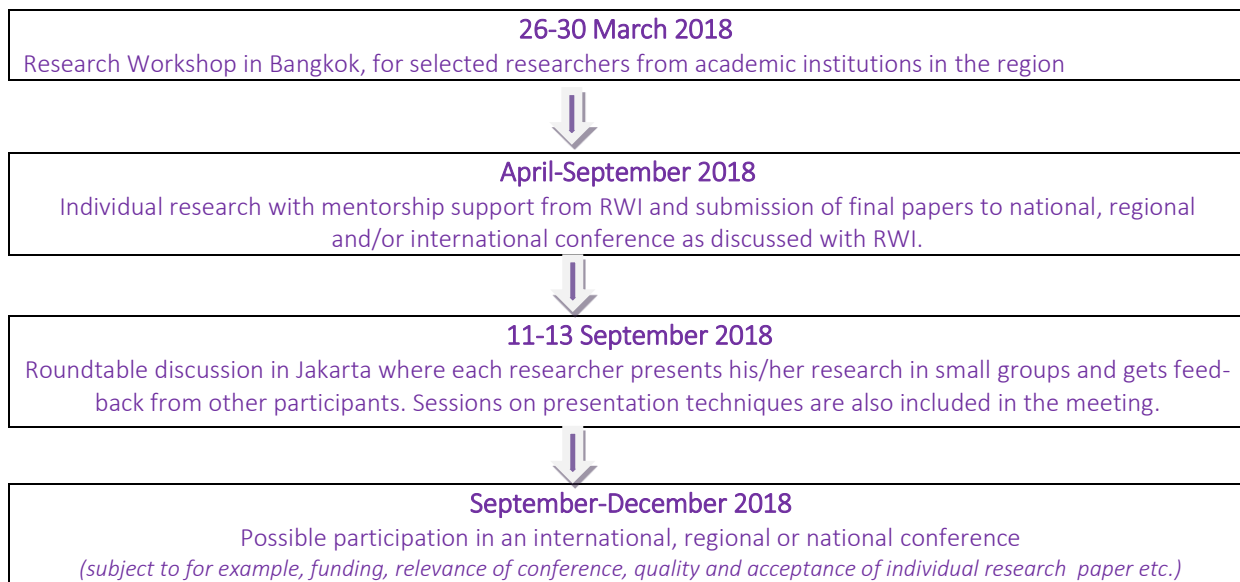 26-30 March 2018
Research Workshop in Bangkok, for selected researchers from academic institutions in the region
April-September 2018
Individual research with mentorship support from RWI and submission of final papers to national, regional
and/or international conference as discussed with RWI.
11-13 September 2018
Roundtable discussion in Jakarta where each researcher presents his/her research in small groups and gets feed-
back from other participants. Sessions on presentation techniques are also included in the meeting.
September-December 2018
Possible participation in an international, regional or national conference
(subject to for example, funding, relevance of conference, quality and acceptance of individual research paper etc.)